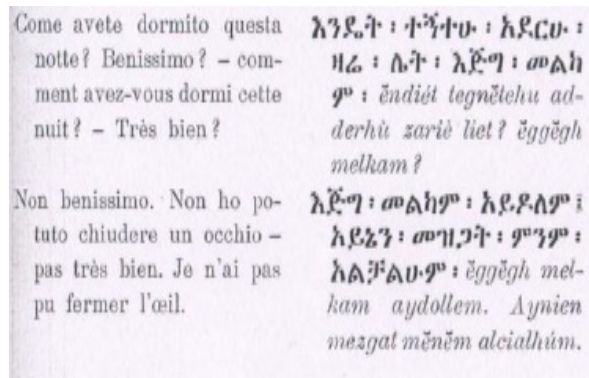 Come avete dormito questa
notte? Benissimo? – com-
ment avez-vous dormi cette
nuit? – Très bien?
እንዴት ፡ ተኝተሁ ፡ አደርሁ ፡
ዛሬ ፡ ሌት ፡ እጅግ ፡ መልካ
ም ፡ ĕndiét tegnĕtehu ad-
derhù zariè liet? ĕggĕgh
melkam?
Non benissimo. Non ho po-
tuto chiudere un occhio –
pas très bien. Je n'ai pas
pu fermer l'œil.
እጅግ ፡ መልካም ፡ አይዶለም ፤
አይኔን ፡ መዝጋት ፡ ምንም ፡
አልቻልሁም ፡ ĕggĕgh mel-
kam aydollem. Aynien
mezgat mĕnĕm alcialhúm.